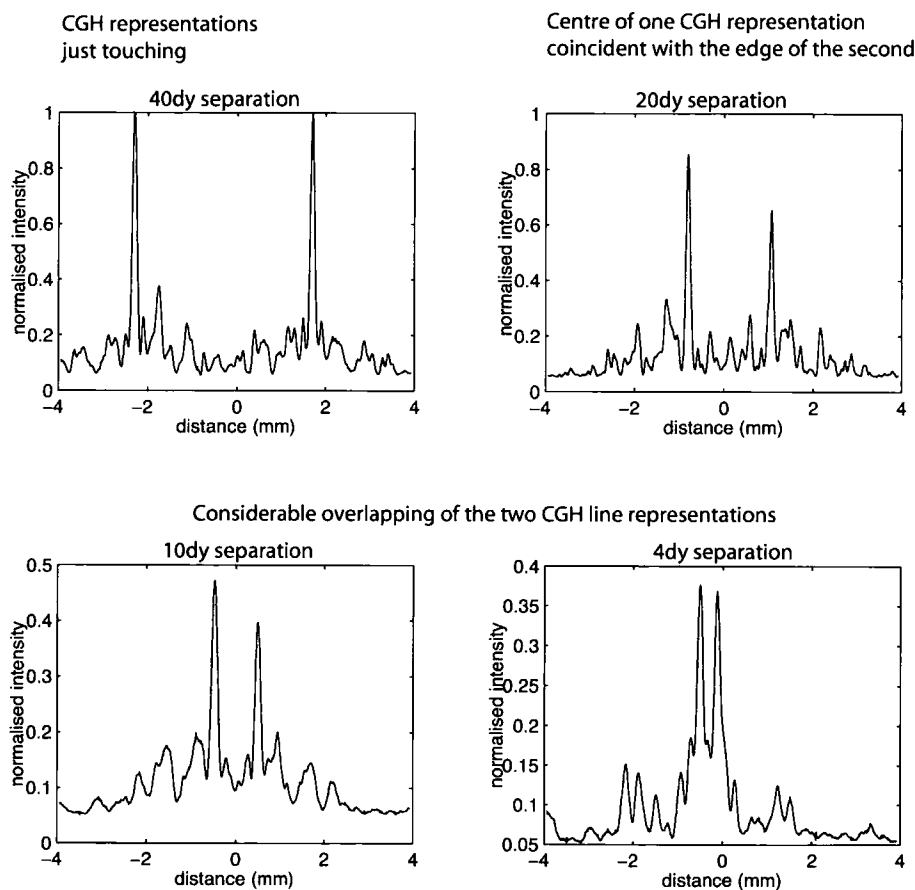 CGH representations
just touching
Centre of one CGH representation
coincident with the edge of the second
40dy separation
1
0.8
0.6
0.4
0.2
0
normalised intensity
−4
−2
0
2
4
distance (mm)
20dy separation
1
0.8
0.6
0.4
0.2
0
normalised intensity
−4
−2
0
2
4
distance (mm)
Considerable overlapping of the two CGH line representations
10dy separation
0.5
0.4
0.3
0.2
0.1
0
normalised intensity
−4
−2
0
2
4
distance (mm)
4dy separation
0.4
0.35
0.3
0.25
0.2
0.15
0.1
0.05
normalised intensity
−4
−2
0
2
4
distance (mm)